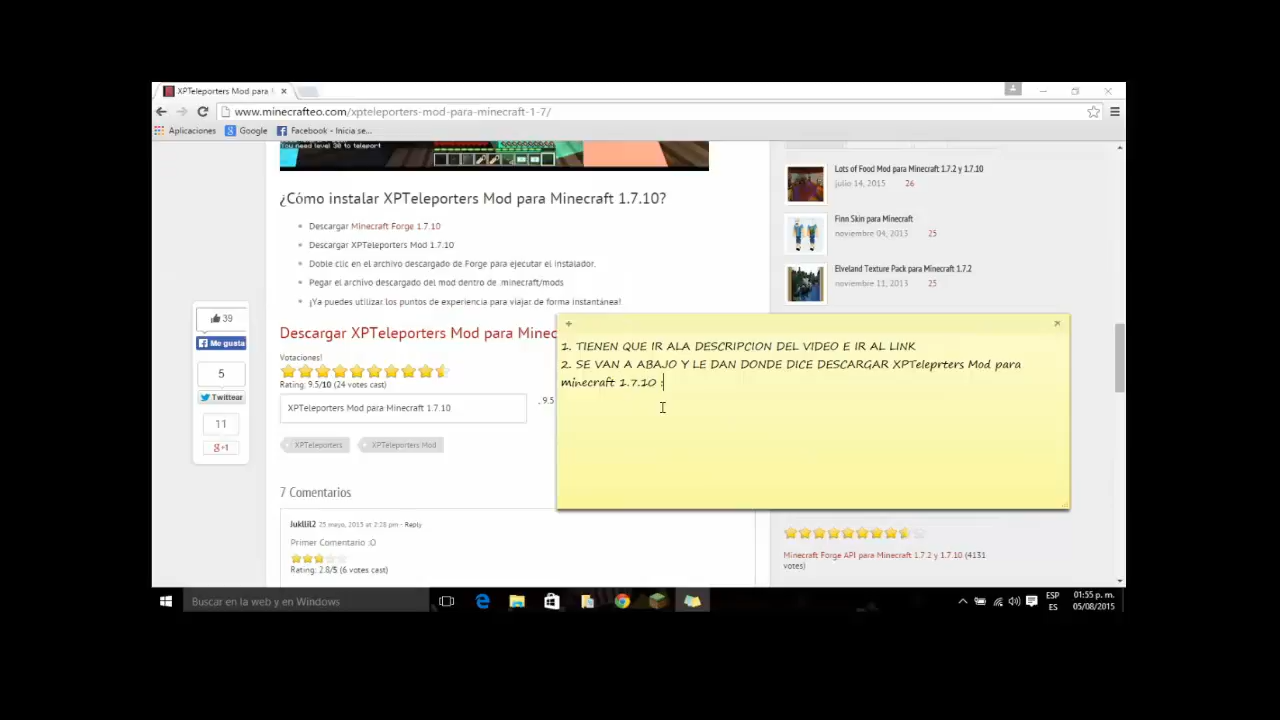 XPTeleporters Mod para
www.minecrafteo.com/xpteleporters-mod-para-minecraft-1-7/
Aplicaciones
Google
Facebook - Inicia se...
You need level 30 to teleport
¿Cómo instalar XPTeleporters Mod para Minecraft 1.7.10?
Descargar Minecraft Forge 1.7.10
Descargar XPTeleporters Mod 1.7.10
Doble clic en el archivo descargado de Forge para ejecutar el instalador.
Pegar el archivo descargado del mod dentro de .minecraft/mods
¡Ya puedes utilizar los puntos de experiencia para viajar de forma instantánea!
Descargar XPTeleporters Mod para Minec
Votaciones!
Rating: 9.5/10 (24 votes cast)
XPTeleporters Mod para Minecraft 1.7.10
, 9.5
XPTeleporters
XPTeleporters Mod
7 Comentarios
Jukllil2 25 mayo, 2015 at 2:28 pm - Reply
Primer Comentario :O
Rating: 2.8/5 (6 votes cast)
39
Me gusta
5
Twittear
11
g+1
1. TIENEN QUE IR ALA DESCRIPCION DEL VIDEO E IR AL LINK
2. SE VAN A ABAJO Y LE DAN DONDE DICE DESCARGAR XPTeleprters Mod para
minecraft 1.7.10 :
Lots of Food Mod para Minecraft 1.7.2 y 1.7.10
julio 14, 2015 26
Finn Skin para Minecraft
noviembre 04, 2013 25
Elveland Texture Pack para Minecraft 1.7.2
noviembre 11, 2013 25
Minecraft Forge API para Minecraft 1.7.2 y 1.7.10 (4131
votes)
Buscar en la web y en Windows
ESP
ES
01:55 p. m.
05/08/2015